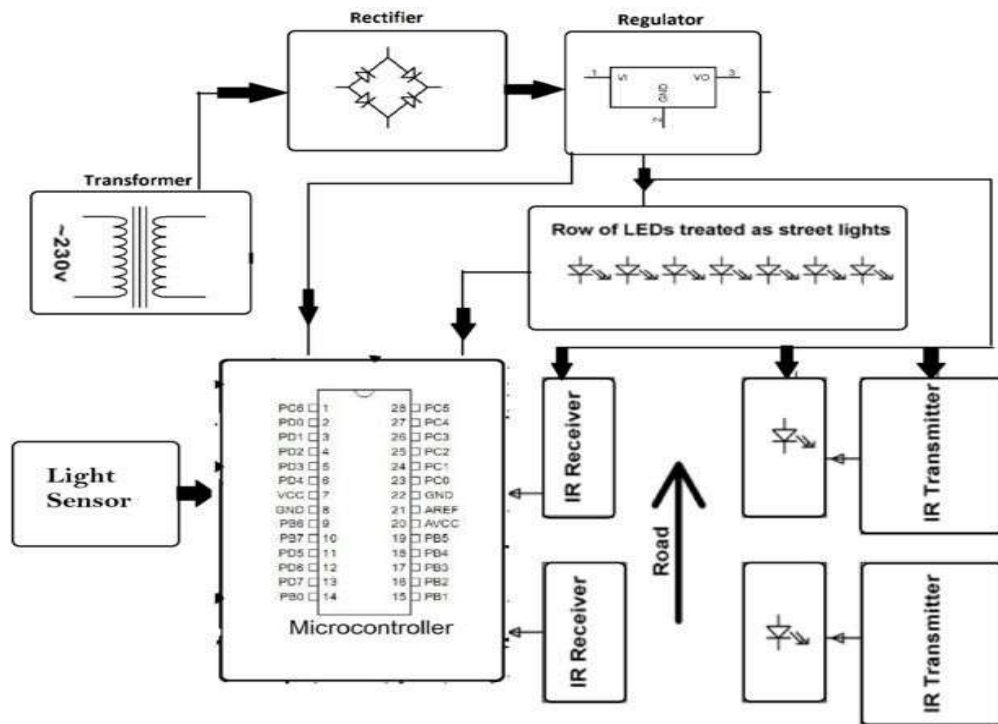 Rectifier
Regulator
1 VI VO 3
GND
2
Transformer
~230v
Row of LEDs treated as street lights
PC6 1 28 PC5
PD0 2 27 PC4
PD1 3 26 PC3
PD2 4 25 PC2
PD3 5 24 PC1
PD4 6 23 PC0
VCC 7 22 GND
GND 8 21 AREF
PB6 9 20 AVCC
PB7 10 19 PB5
PD5 11 18 PB4
PD6 12 17 PB3
PD7 13 16 PB2
PB0 14 15 PB1
Microcontroller
Light
Sensor
IR Receiver
IR Receiver
Road
IR Transmitter
IR Transmitter